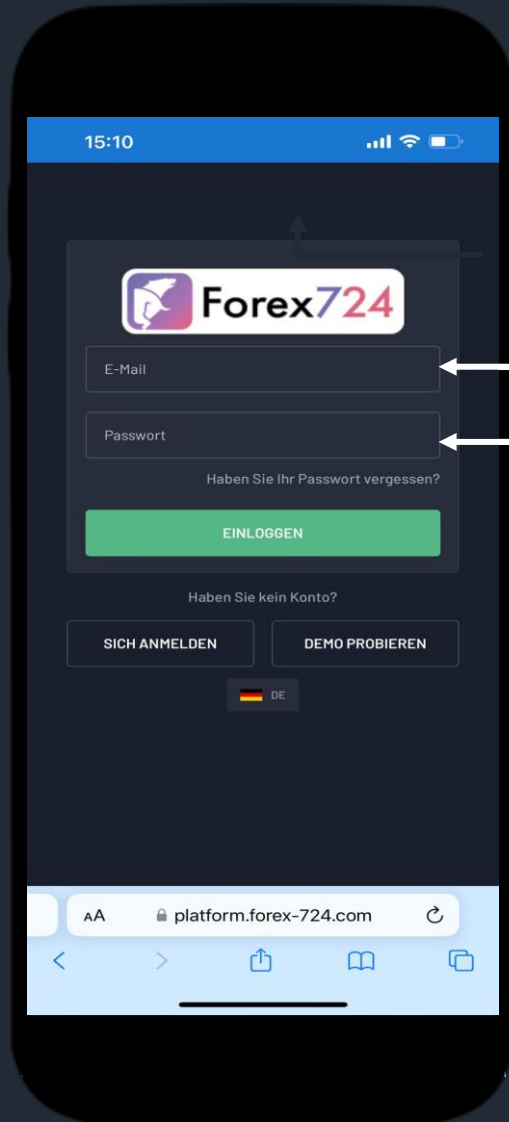 15:10
Forex724
E-Mail
Passwort
Haben Sie Ihr Passwort vergessen?
EINLOGGEN
Haben Sie kein Konto?
SICH ANMELDEN
DEMO PROBIEREN
DE
AA platform.forex-724.com